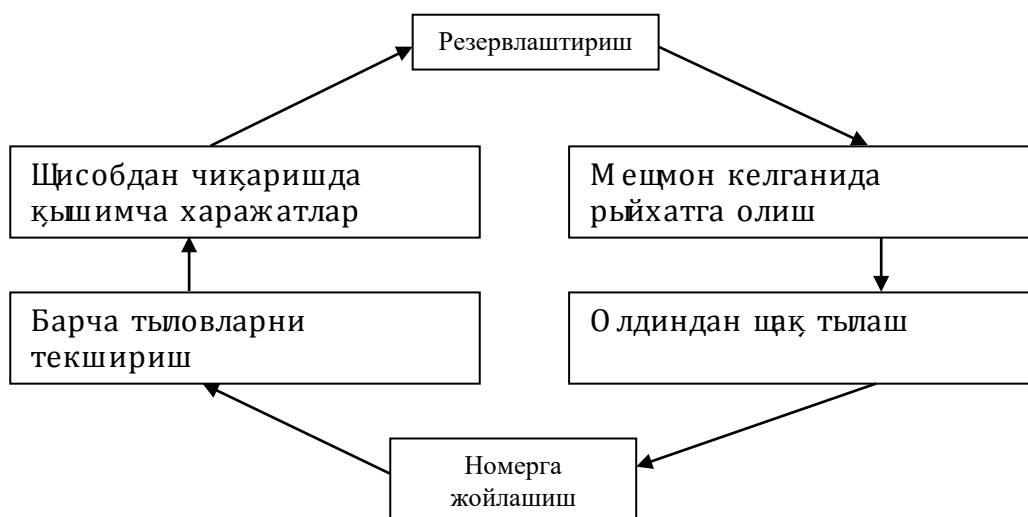 Резервлаштириш
Щисобдан чиқаришда
қышимча харажатлар
Мещмон келганида
рыйхатга олиш
Барча тыловларни
текшириш
Олдиндан щақ тылаш
Номерга
жойлашиш